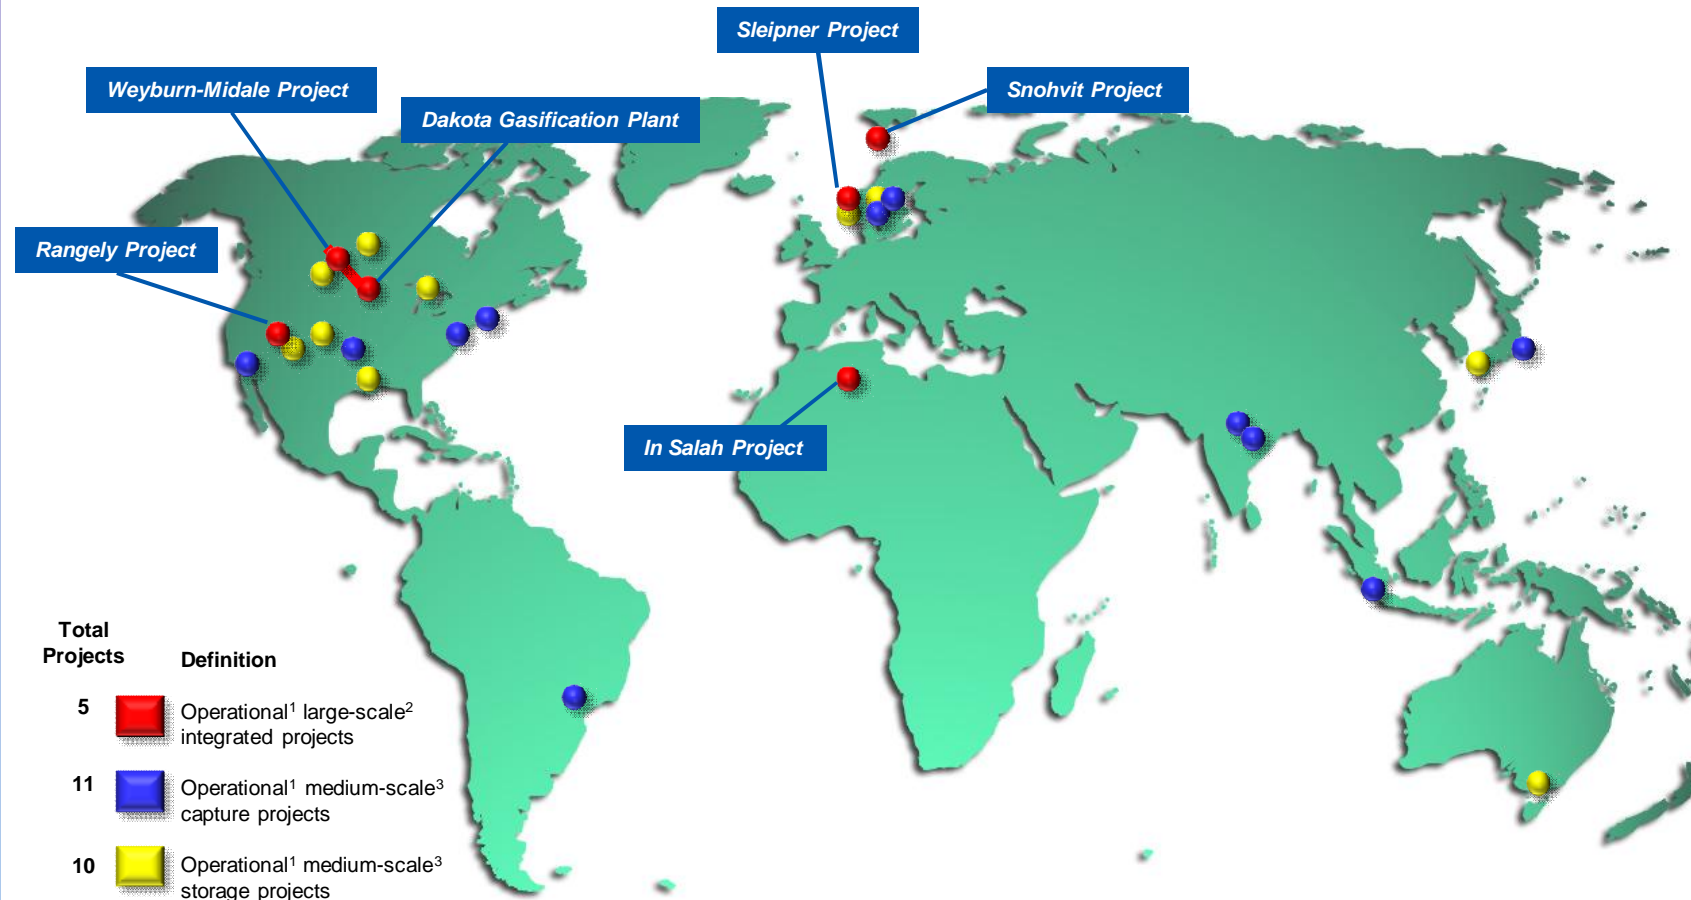 Sleipner Project
Weyburn-Midale Project
Snohvit Project
Dakota Gasification Plant
Rangely Project
In Salah Project
Total
Projects
Definition
5
Operational¹ large-scale²
integrated projects
11
Operational¹ medium-scale³
capture projects
10
Operational¹ medium-scale³
storage projects